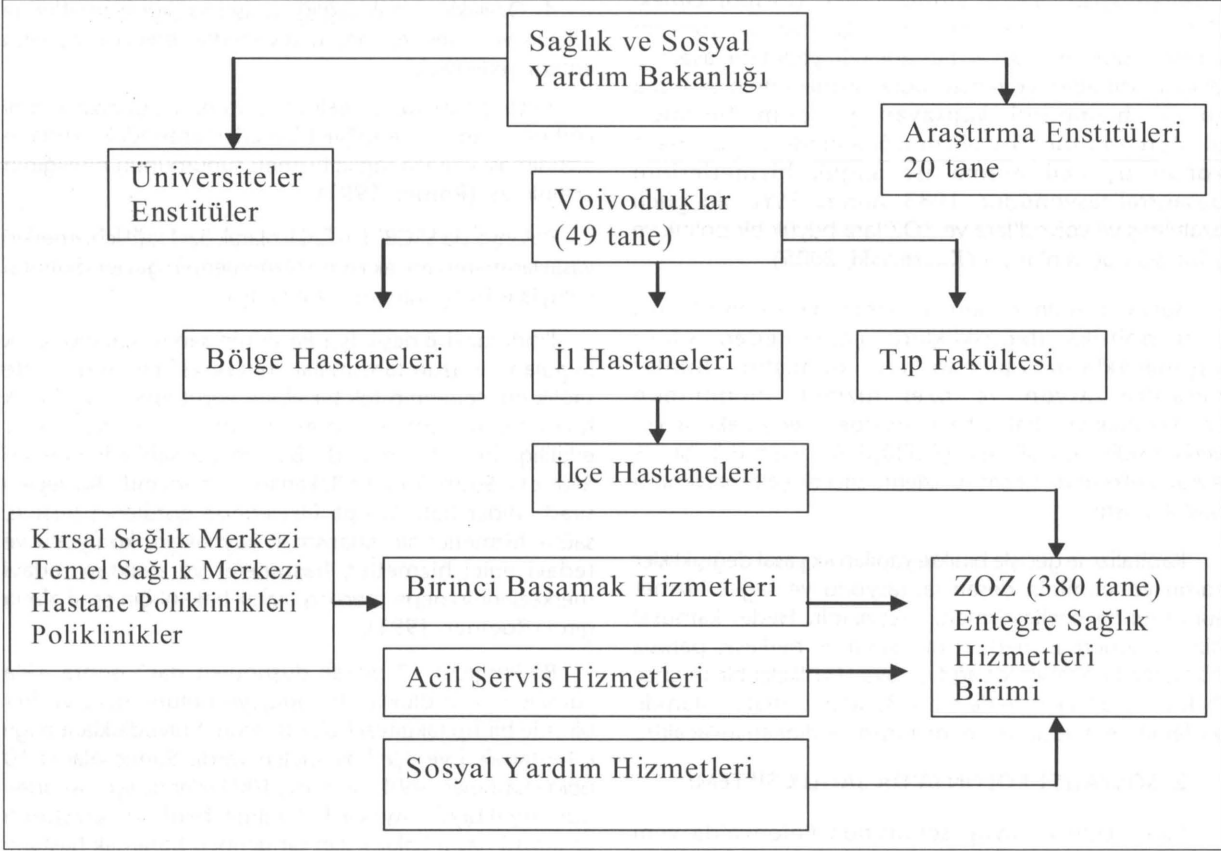 Sağlık ve Sosyal
Yardım Bakanlığı
Araştırma Enstitüleri
20 tane
Üniversiteler
Enstitüler
Voivodluklar
(49 tane)
Bölge Hastaneleri
İl Hastaneleri
Tıp Fakültesi
İlçe Hastaneleri
Kırsal Sağlık Merkezi
Temel Sağlık Merkezi
Hastane Poliklinikleri
Poliklinikler
Birinci Basamak Hizmetleri
ZOZ (380 tane)
Entegre Sağlık
Hizmetleri
Birimi
Acil Servis Hizmetleri
Sosyal Yardım Hizmetleri